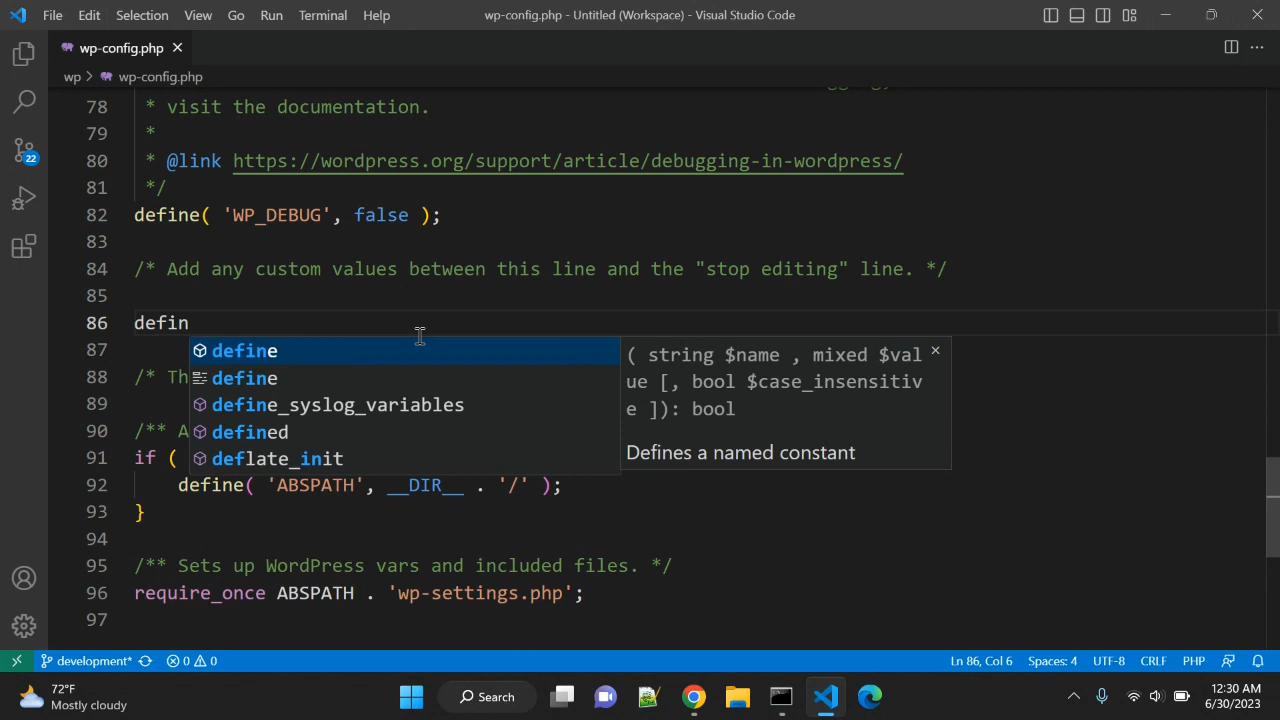 File Edit Selection View Go Run Terminal Help wp-config.php - Untitled (Workspace) - Visual Studio Code
wp-config.php
wp > wp-config.php
78 * visit the documentation.
79 *
80 * @link https://wordpress.org/support/article/debugging-in-wordpress/
81 */
82 define( 'WP_DEBUG', false );
83
84 /* Add any custom values between this line and the "stop editing" line. */
85
86 defin
87 define ( string $name , mixed $val
88 /* Th define ue [, bool $case_insensitiv
89 define_syslog_variables e ]): bool
90 /** A defined
91 if ( deflate_init Defines a named constant
92 define( 'ABSPATH', __DIR__ . '/' );
93 }
94
95 /** Sets up WordPress vars and included files. */
96 require_once ABSPATH . 'wp-settings.php';
97
22
development* 0 0 Ln 86, Col 6 Spaces: 4 UTF-8 CRLF PHP
72°F
Mostly cloudy
Search
12:30 AM
6/30/2023